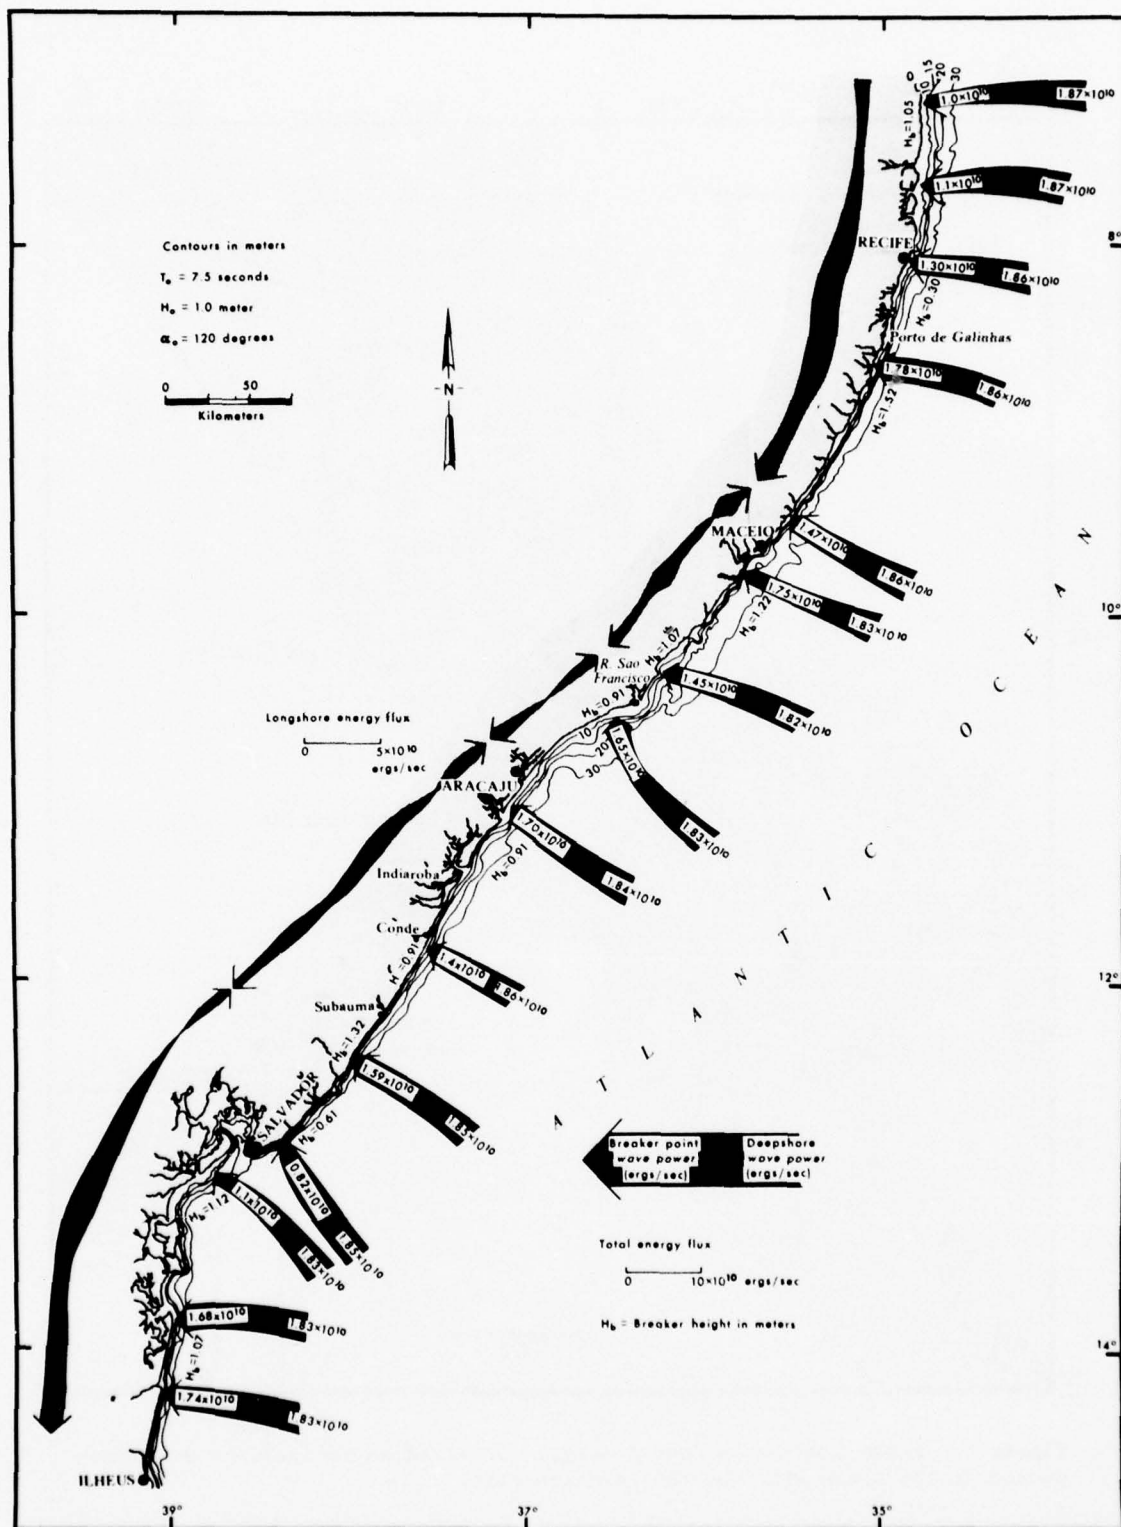 0
10
15
20
30
H_b=1.05
1.0×10¹⁰
1.87×10¹⁰
1.1×10¹⁰
1.87×10¹⁰
RECIFE
8°
1.30×10¹⁰
1.86×10¹⁰
H_b=0.30
Contours in meters
T_o = 7.5 seconds
H_o = 1.0 meter
α_o = 120 degrees
0 50
Kilometers
N
Porto de Galinhas
1.78×10¹⁰
1.86×10¹⁰
H_b=1.52
MACEIO
1.47×10¹⁰
1.86×10¹⁰
1.75×10¹⁰
1.83×10¹⁰
10°
H_b=1.22
H_b=1.07
R. Sao
Francisco
1.45×10¹⁰
1.82×10¹⁰
H_b=0.91
10
20
30
1.65×10¹⁰
1.83×10¹⁰
Longshore energy flux
0 5×10¹⁰
ergs/sec
ARACAJU
1.70×10¹⁰
1.84×10¹⁰
H_b=0.91
Indiaroba
Conde
H_b=0.91
1.4×10¹⁰
1.86×10¹⁰
12°
Subauma
H_b=1.32
1.59×10¹⁰
1.85×10¹⁰
ATLANTIC OCEAN
SALVADOR
H_b=0.61
0.82×10¹⁰
1.85×10¹⁰
1.1×10¹⁰
1.83×10¹⁰
H_b=1.12
Breaker point
wave power
(ergs/sec)
Deepshore
wave power
(ergs/sec)
Total energy flux
0 10×10¹⁰ ergs/sec
H_b = Breaker height in meters
1.68×10¹⁰
1.83×10¹⁰
H_b=1.07
14°
1.74×10¹⁰
1.83×10¹⁰
ILHEUS
39° 37° 35°